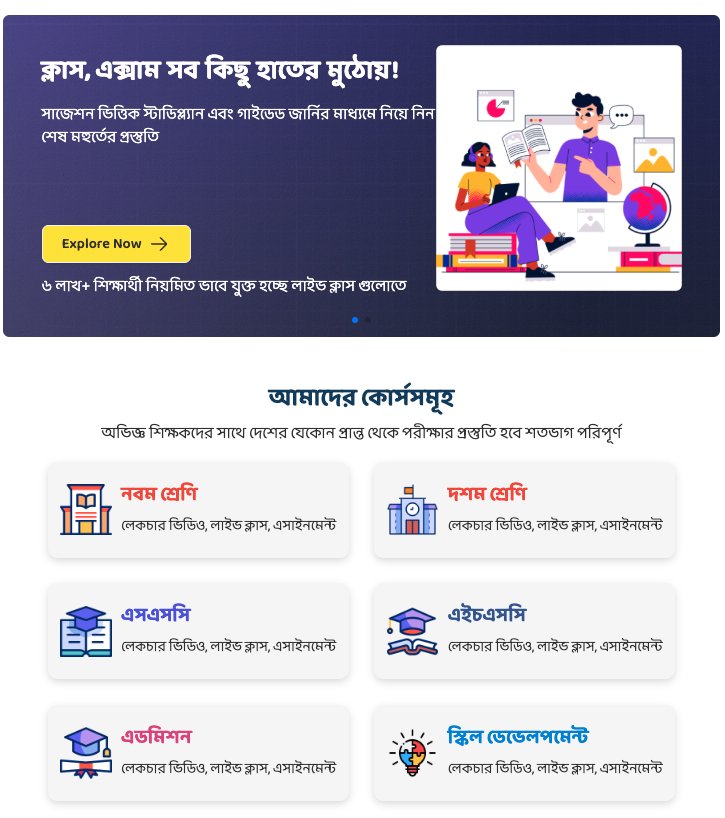 ক্লাস, এক্সাম সব কিছু হাতের মুঠোয়!
সাজেশন ভিত্তিক স্টাডিপ্ল্যান এবং গাইডেড জার্নির মাধ্যমে নিয়ে নিন
শেষ মহুর্তের প্রস্তুতি
Explore Now
৬ লাখ+ শিক্ষার্থী নিয়মিত ভাবে যুক্ত হচ্ছে লাইভ ক্লাস গুলোতে
আমাদের কোর্সসমূহ
অভিজ্ঞ শিক্ষকদের সাথে দেশের যেকোন প্রান্ত থেকে পরীক্ষার প্রস্তুতি হবে শতভাগ পরিপূর্ণ
নবম শ্রেণি
লেকচার ভিডিও, লাইভ ক্লাস, এসাইনমেন্ট
দশম শ্রেণি
লেকচার ভিডিও, লাইভ ক্লাস, এসাইনমেন্ট
এসএসসি
লেকচার ভিডিও, লাইভ ক্লাস, এসাইনমেন্ট
এইচএসসি
লেকচার ভিডিও, লাইভ ক্লাস, এসাইনমেন্ট
এডমিশন
লেকচার ভিডিও, লাইভ ক্লাস, এসাইনমেন্ট
স্কিল ডেভেলপমেন্ট
লেকচার ভিডিও, লাইভ ক্লাস, এসাইনমেন্ট